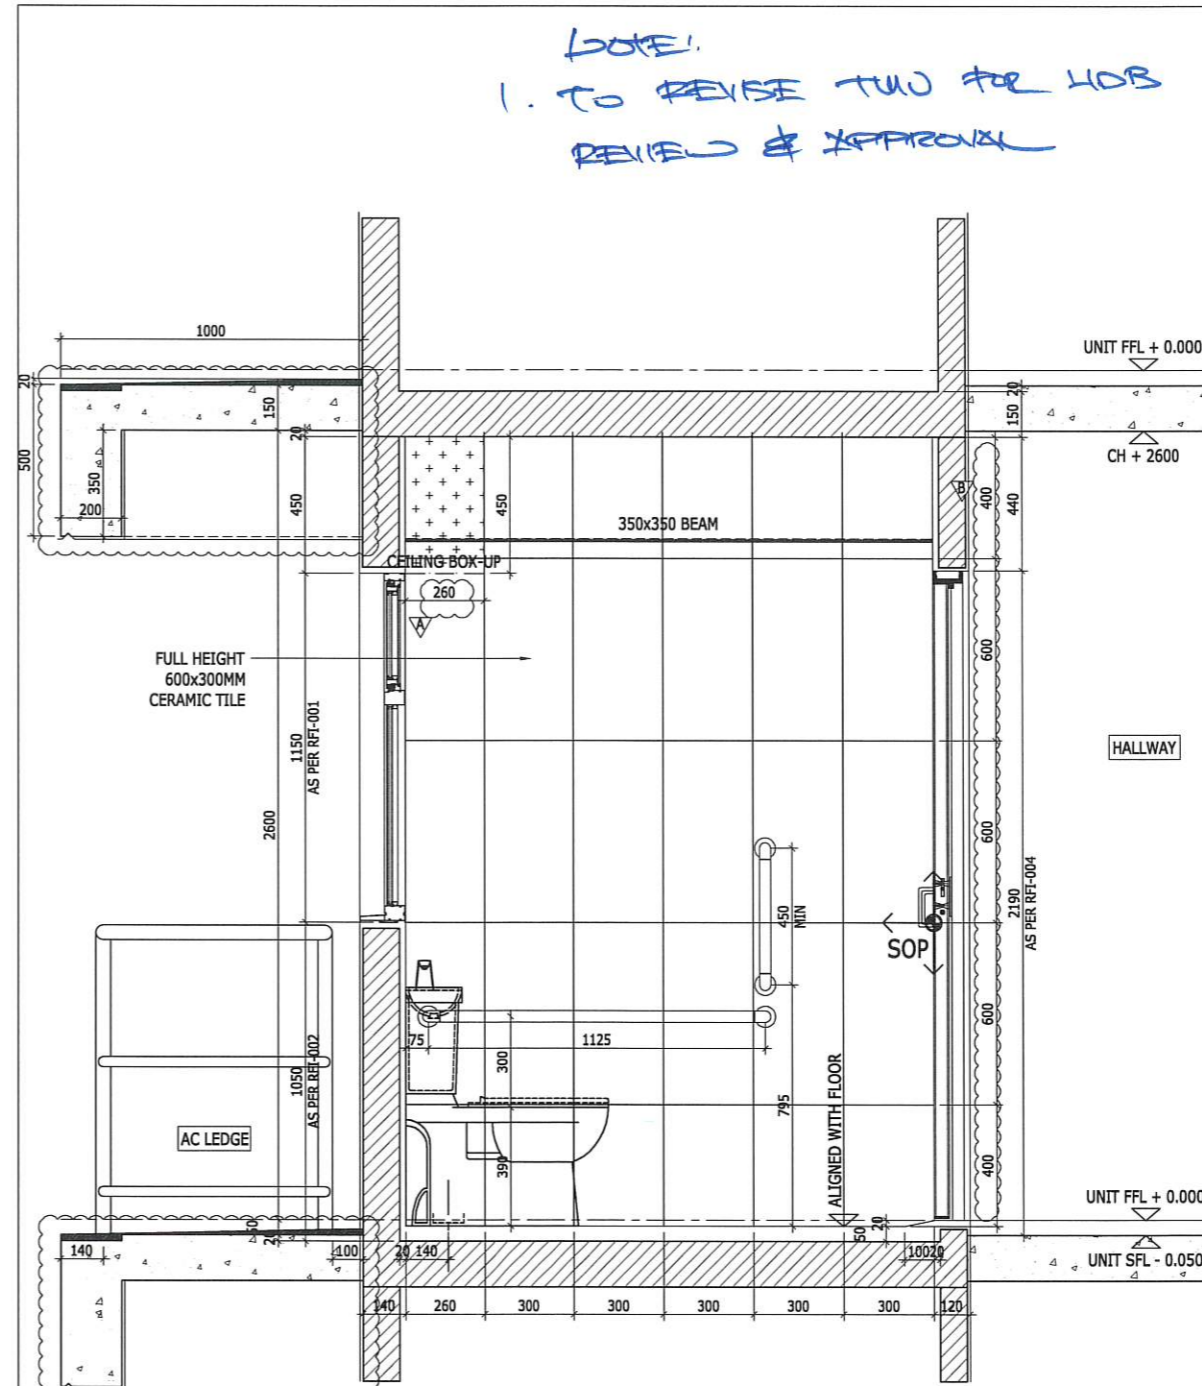 NOTE:
1. TO REVISE FOR HDB
REVIEW & APPROVAL
1000
UNIT FFL + 0.000
20
150
20
500
350
200
450
20
150
CH + 2600
450
B
400
440
350x350 BEAM
CEILING BOX-UP
260
A
FULL HEIGHT
600x300MM
CERAMIC TILE
600
1150
AS PER RFI-001
2600
HALLWAY
600
450
MIN
2190
AS PER RFI-004
SOP
75
1125
300
600
1050
AS PER RFI-002
795
AC LEDGE
390
ALIGNED WITH FLOOR
400
UNIT FFL + 0.000
50
20
140
100
20
140
50
20
100
20
UNIT SFL - 0.050
140
260
300
300
300
300
300
120